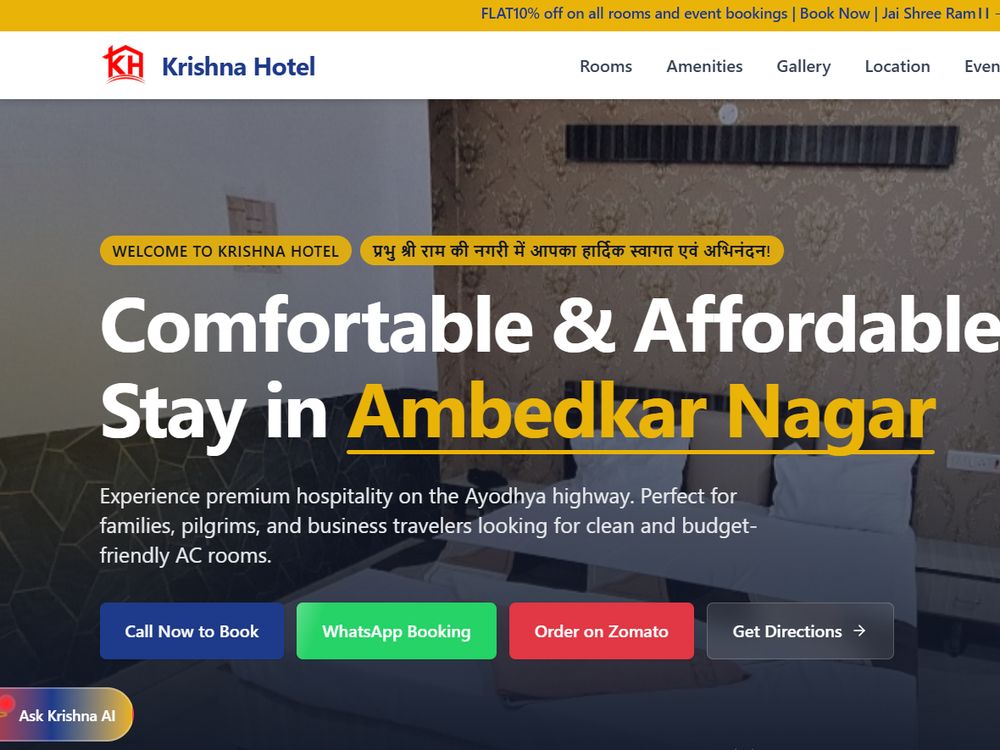 FLAT10% off on all rooms and event bookings | Book Now | Jai Shree Ram।। -
KH
Krishna Hotel
Rooms Amenities Gallery Location Even
WELCOME TO KRISHNA HOTEL
प्रभु श्री राम की नगरी में आपका हार्दिक स्वागत एवं अभिनंदन!
Comfortable & Affordable
Stay in Ambedkar Nagar
Experience premium hospitality on the Ayodhya highway. Perfect for
families, pilgrims, and business travelers looking for clean and budget-
friendly AC rooms.
Call Now to Book
WhatsApp Booking
Order on Zomato
Get Directions →
Ask Krishna AI